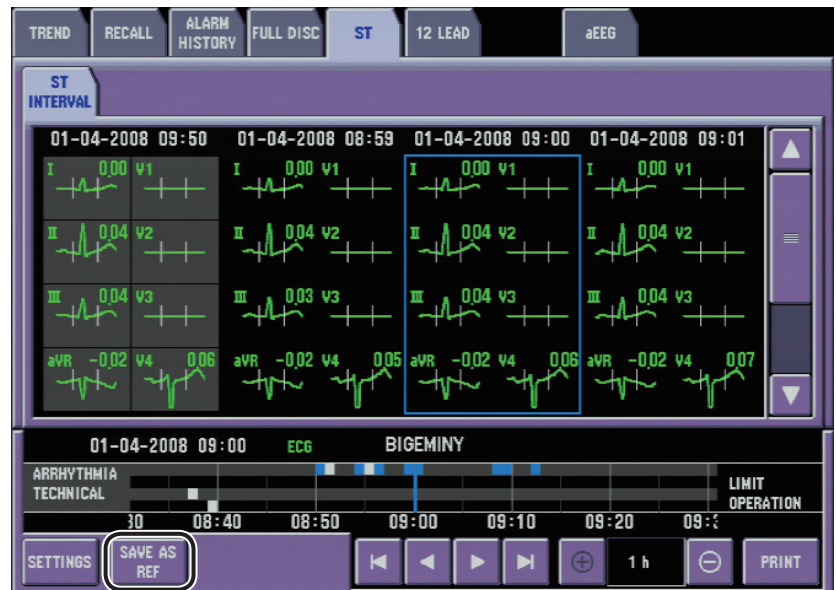 TREND RECALL ALARM HISTORY FULL DISC ST 12 LEAD aEEG
ST INTERVAL
01-04-2008 09:50 01-04-2008 08:59 01-04-2008 09:00 01-04-2008 09:01
I 0,00 V1 I 0,00 V1 I 0,00 V1 I 0,00 V1
II 0,04 V2 II 0,04 V2 II 0,04 V2 II 0,04 V2
III 0,04 V3 III 0,03 V3 III 0,04 V3 III 0,04 V3
aVR -0,02 V4 0,06 aVR -0,02 V4 0,05 aVR -0,02 V4 0,06 aVR -0,02 V4 0,07
01-04-2008 09:00 ECG BIGEMINY
ARRHYTHMIA
TECHNICAL
LIMIT
OPERATION
30 08:40 08:50 09:00 09:10 09:20
SETTINGS SAVE AS REF 1 h PRINT